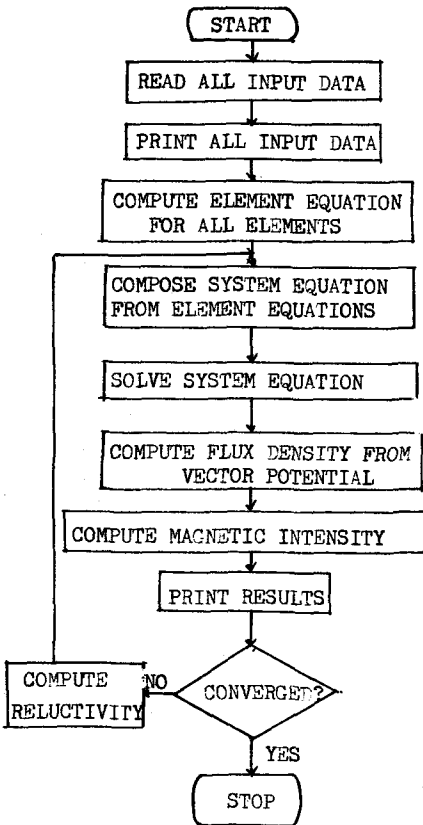 START
READ ALL INPUT DATA
PRINT ALL INPUT DATA
COMPUTE ELEMENT EQUATION
FOR ALL ELEMENTS
COMPOSE SYSTEM EQUATION
FROM ELEMENT EQUATIONS
SOLVE SYSTEM EQUATION
COMPUTE FLUX DENSITY FROM
VECTOR POTENTIAL
COMPUTE MAGNETIC INTENSITY
PRINT RESULTS
CONVERGED?
NO
COMPUTE
RELUCTIVITY
YES
STOP